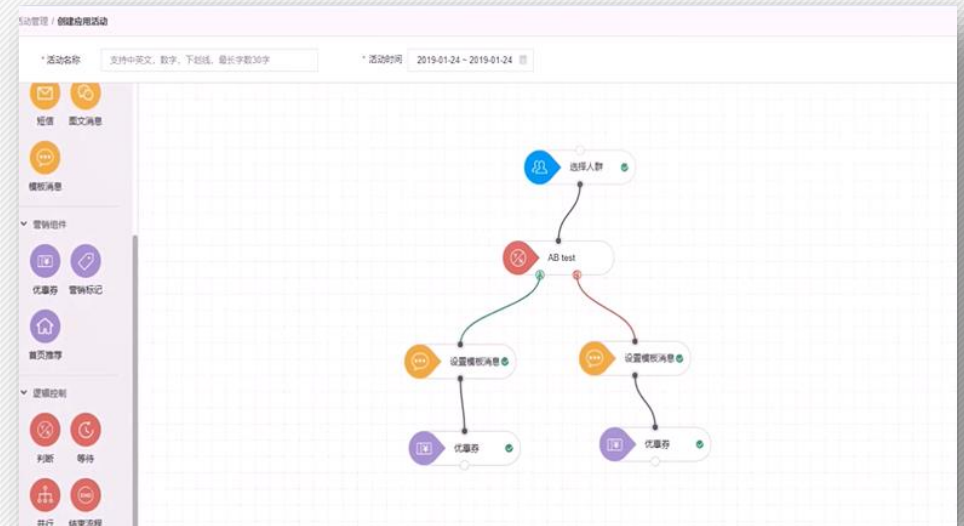 活动管理 / 创建应用活动
* 活动名称 支持中英文，数字，下划线，最长字数30字 * 活动时间 2019-01-24 ~ 2019-01-24
短信 图文消息
模板消息
营销组件
优惠券 营销标记
首页推荐
逻辑控制
判断 等待
并行 结束流程
选择人群
AB test
设置模板消息 设置模板消息
优惠券 优惠券